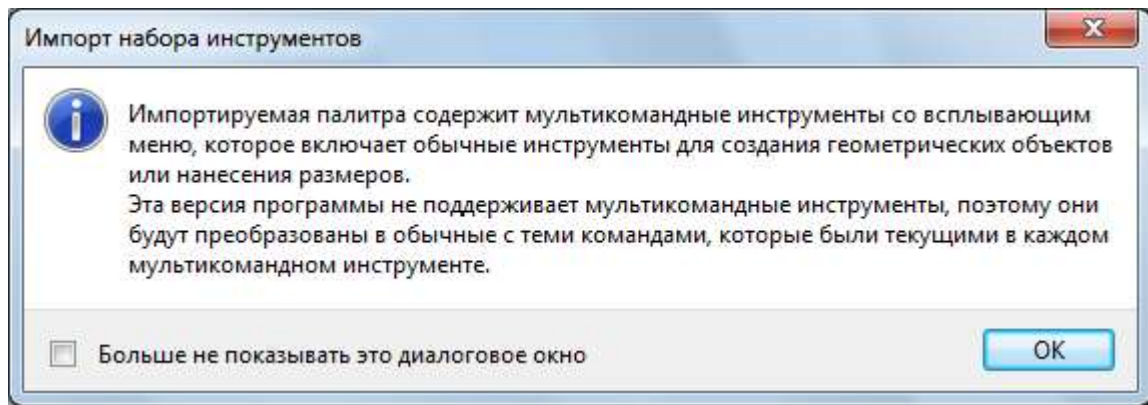 Импорт набора инструментов
Импортируемая палитра содержит мультикомандные инструменты со всплывающим
меню, которое включает обычные инструменты для создания геометрических объектов
или нанесения размеров.
Эта версия программы не поддерживает мультикомандные инструменты, поэтому они
будут преобразованы в обычные с теми командами, которые были текущими в каждом
мультикомандном инструменте.
Больше не показывать это диалоговое окно
OK